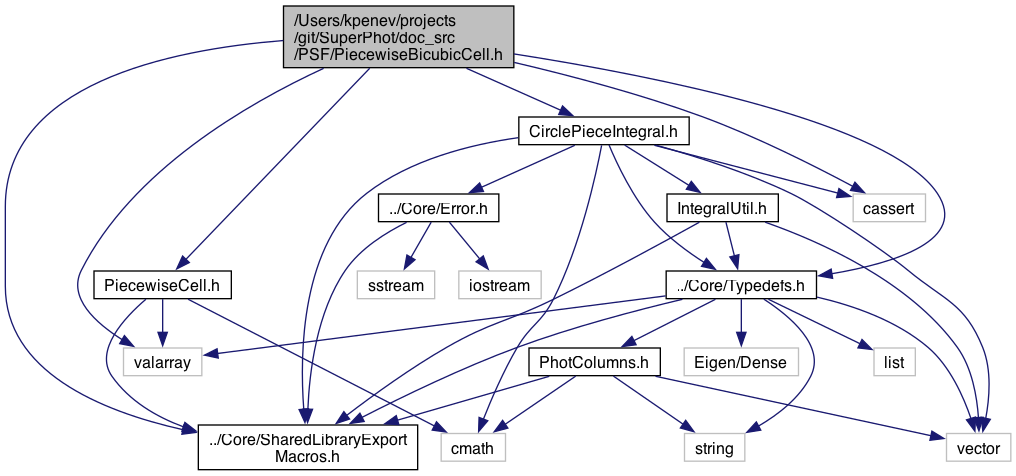 /Users/kpenev/projects
/git/SuperPhot/doc_src
/PSF/PiecewiseBicubicCell.h
CirclePieceIntegral.h
../Core/Error.h
IntegralUtil.h
cassert
PiecewiseCell.h
sstream
iostream
../Core/Typedefs.h
valarray
PhotColumns.h
Eigen/Dense
list
../Core/SharedLibraryExport
Macros.h
cmath
string
vector